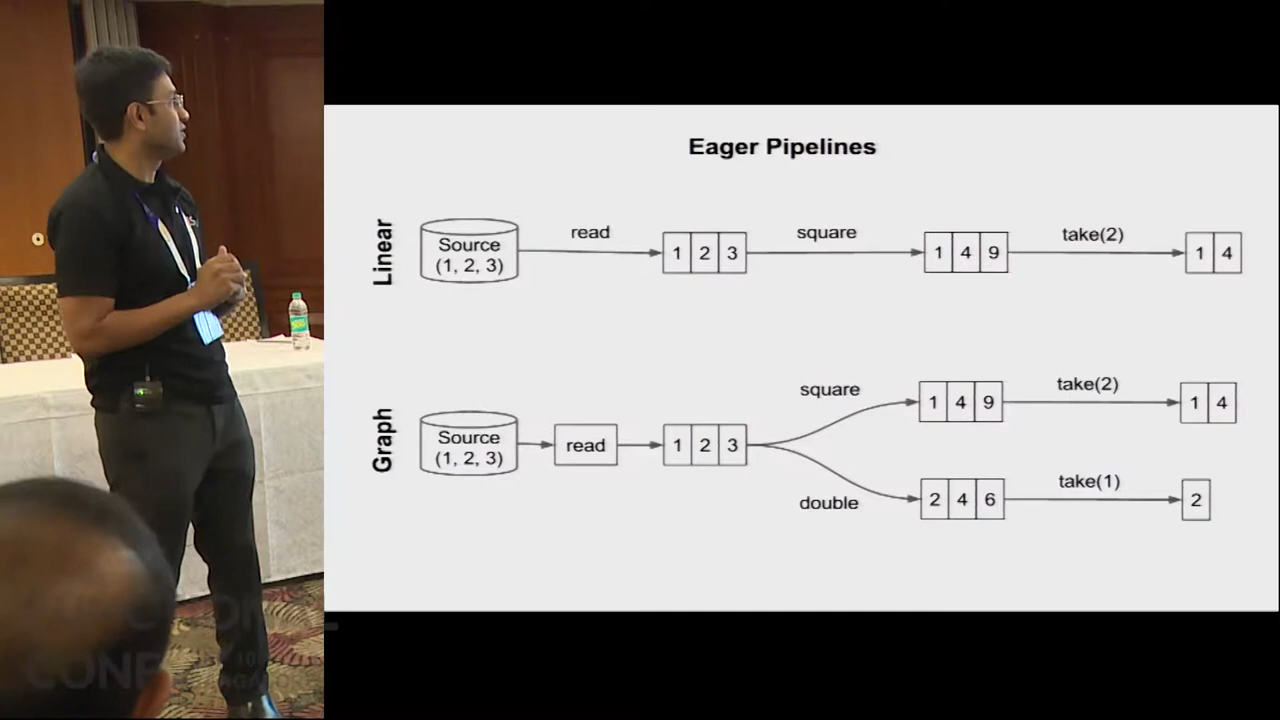 Eager Pipelines
Linear
Source
(1, 2, 3)
read
1 2 3
square
1 4 9
take(2)
1 4
Graph
Source
(1, 2, 3)
read
1 2 3
square
1 4 9
take(2)
1 4
double
2 4 6
take(1)
2